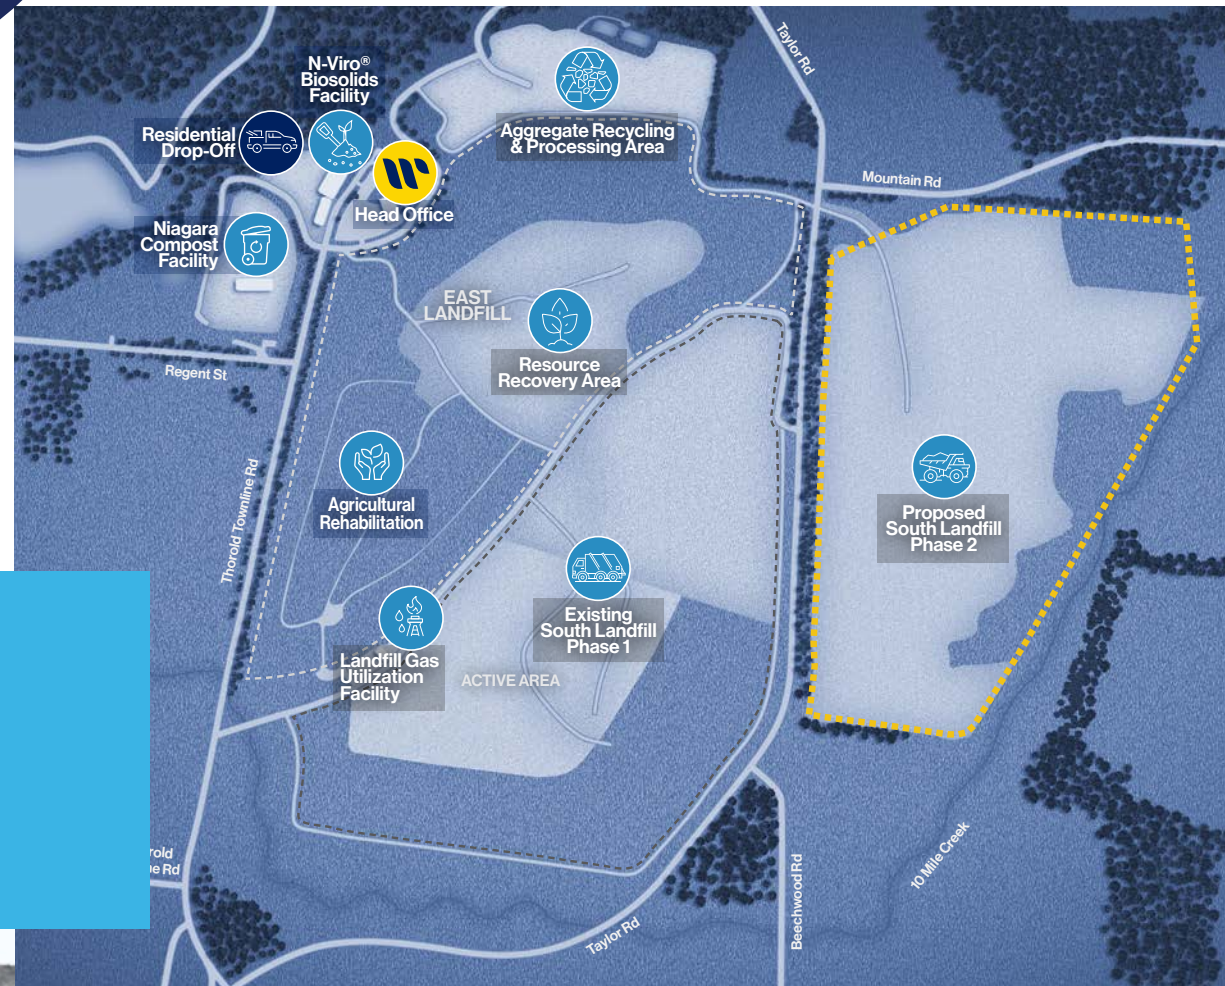 Taylor Rd
N-Viro®
Biosolids
Facility
Residential
Drop-Off
Aggregate Recycling
& Processing Area
Mountain Rd
Head Office
Niagara
Compost
Facility
EAST
LANDFILL
Resource
Recovery Area
Regent St
Agricultural
Rehabilitation
Thorold Townline Rd
Proposed
South Landfill
Phase 2
Existing
South Landfill
Phase 1
Landfill Gas
Utilization
Facility
ACTIVE AREA
10 Mile Creek
rold
e Rd
Beechwood Rd
Taylor Rd